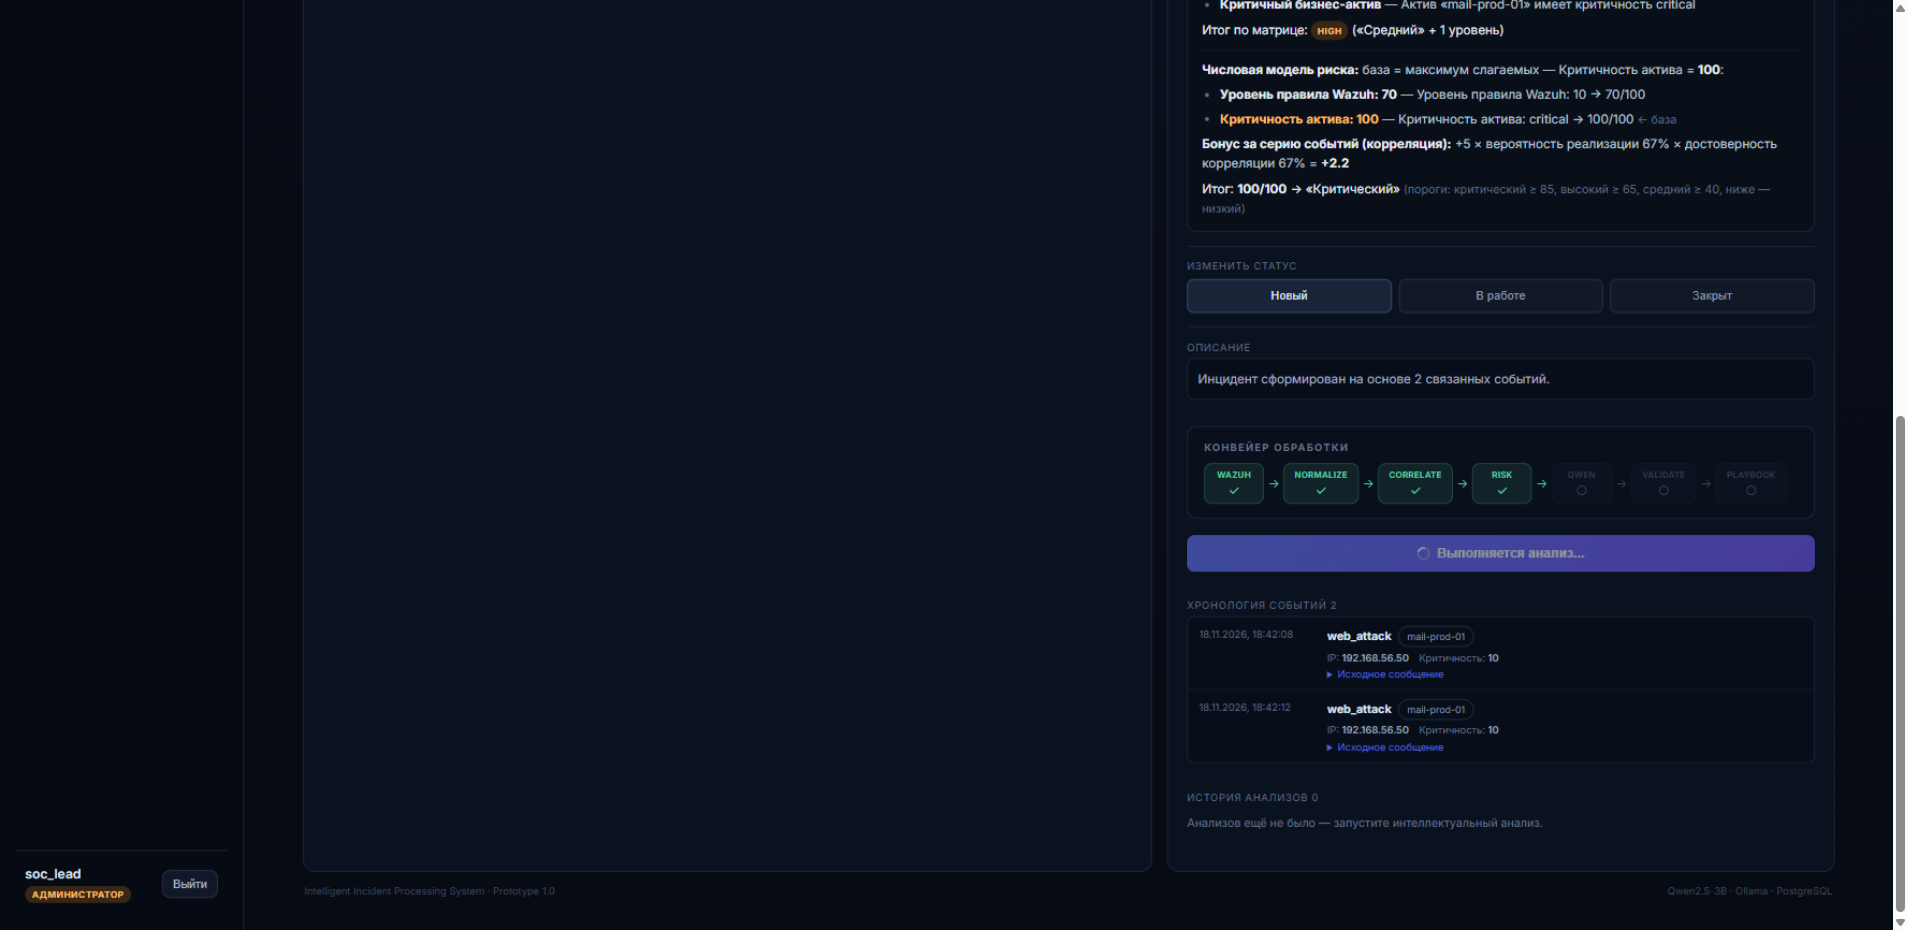 • Критичный бизнес-актив — Актив «mail-prod-01» имеет критичность critical
Итог по матрице: HIGH («Средний» + 1 уровень)
Числовая модель риска: база = максимум слагаемых — Критичность актива = 100:
• Уровень правила Wazuh: 70 — Уровень правила Wazuh: 10 → 70/100
• Критичность актива: 100 — Критичность актива: critical → 100/100 ← база
Бонус за серию событий (корреляция): +5 × вероятность реализации 67% × достоверность
корреляции 67% = +2.2
Итог: 100/100 → «Критический» (пороги: критический ≥ 85, высокий ≥ 65, средний ≥ 40, ниже —
низкий)
ИЗМЕНИТЬ СТАТУС
Новый В работе Закрыт
ОПИСАНИЕ
Инцидент сформирован на основе 2 связанных событий.
КОНВЕЙЕР ОБРАБОТКИ
WAZUH → NORMALIZE → CORRELATE → RISK → QWEN → VALIDATE → PLAYBOOK
Выполняется анализ...
ХРОНОЛОГИЯ СОБЫТИЙ 2
18.11.2026, 18:42:08 web_attack mail-prod-01
IP: 192.168.56.50 Критичность: 10
▶ Исходное сообщение
18.11.2026, 18:42:12 web_attack mail-prod-01
IP: 192.168.56.50 Критичность: 10
▶ Исходное сообщение
ИСТОРИЯ АНАЛИЗОВ 0
Анализов ещё не было — запустите интеллектуальный анализ.
soc_lead
АДМИНИСТРАТОР
Выйти
Intelligent Incident Processing System · Prototype 1.0
Qwen2.5-3B · Ollama · PostgreSQL